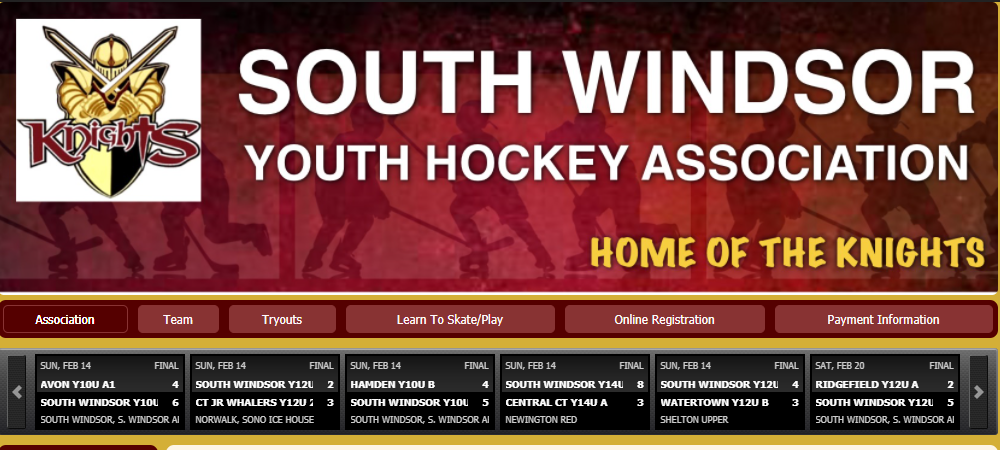 Knights
SOUTH WINDSOR
YOUTH HOCKEY ASSOCIATION
HOME OF THE KNIGHTS
Association Team Tryouts Learn To Skate/Play Online Registration Payment Information
SUN, FEB 14 FINAL
AVON Y10U A1 4
SOUTH WINDSOR Y10U 6
SOUTH WINDSOR, S. WINDSOR
SUN, FEB 14 FINAL
SOUTH WINDSOR Y12U 2
CT JR WHALERS Y12U 3
NORWALK, SONO ICE HOUSE
SUN, FEB 14 FINAL
HAMDEN Y10U B 4
SOUTH WINDSOR Y10U 5
SOUTH WINDSOR, S. WINDSOR
SUN, FEB 14 FINAL
SOUTH WINDSOR Y14U 8
CENTRAL CT Y14U A 3
NEWINGTON RED
SUN, FEB 14 FINAL
SOUTH WINDSOR Y12U 4
WATERTOWN Y12U B 3
SHELTON UPPER
SAT, FEB 20 FINAL
RIDGEFIELD Y12U A 2
SOUTH WINDSOR Y12U 5
SOUTH WINDSOR, S. WINDSOR